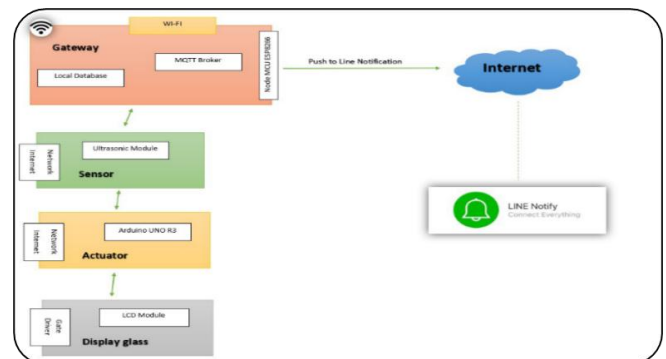 WI-FI
Gateway
MQTT Broker
Local Database
Node MCU ESP8266
Push to Line Notification
Internet
Ultrasonic Module
Network
Internet
Sensor
LINE Notify
Connect Everything
Arduino UNO R3
Network
Internet
Actuator
LCD Module
Gate
Driver
Display glass